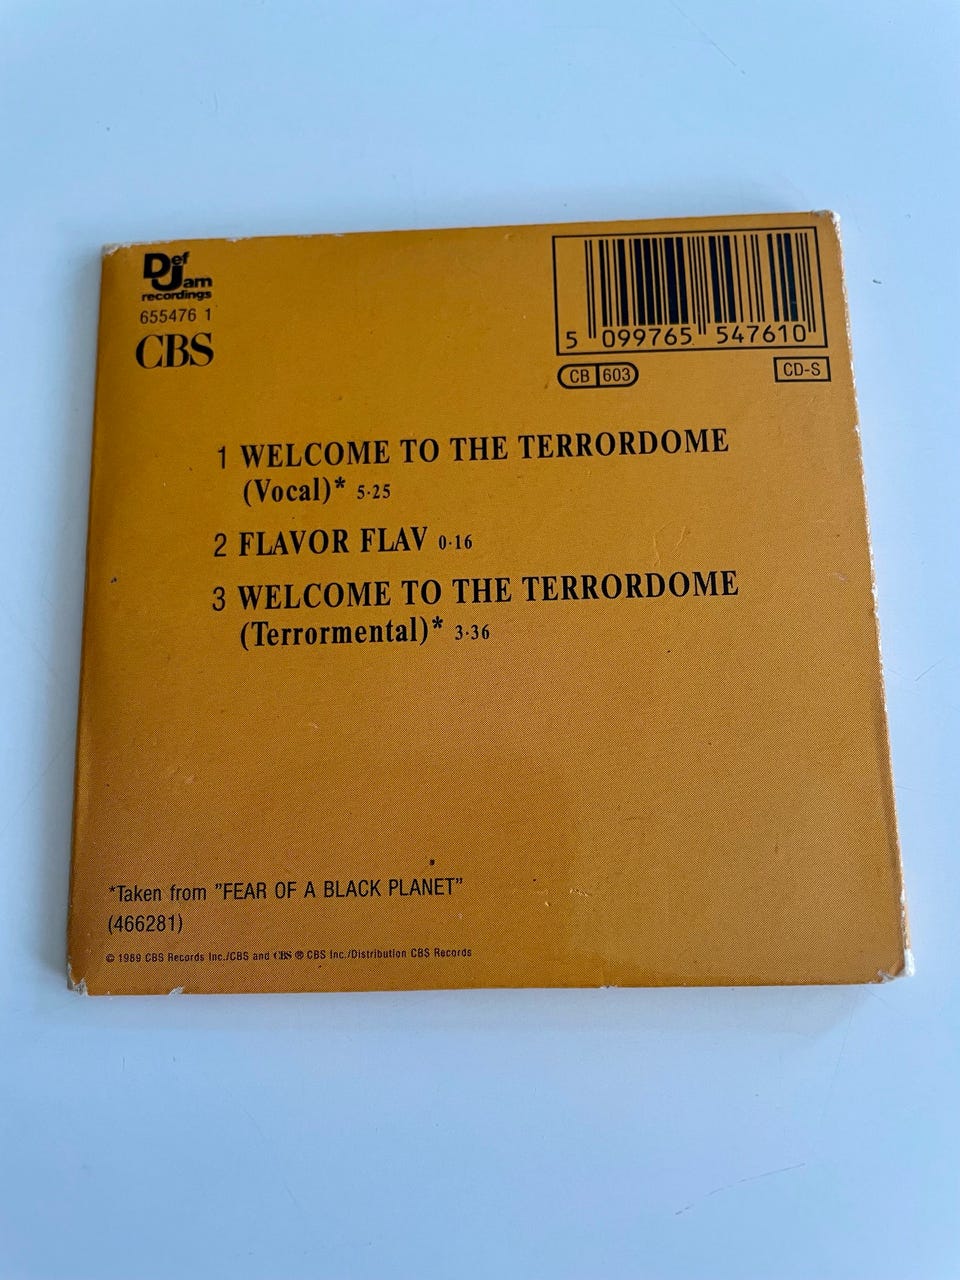 Def
Jam
recordings
655476 1
CBS
5 099765 547610
CB 603
CD-S
1 WELCOME TO THE TERRORDOME
(Vocal)* 5·25
2 FLAVOR FLAV 0·16
3 WELCOME TO THE TERRORDOME
(Terrormental)* 3·36
*Taken from ”FEAR OF A BLACK PLANET”
(466281)
© 1989 CBS Records Inc./CBS and CBS ® CBS Inc./Distribution CBS Records